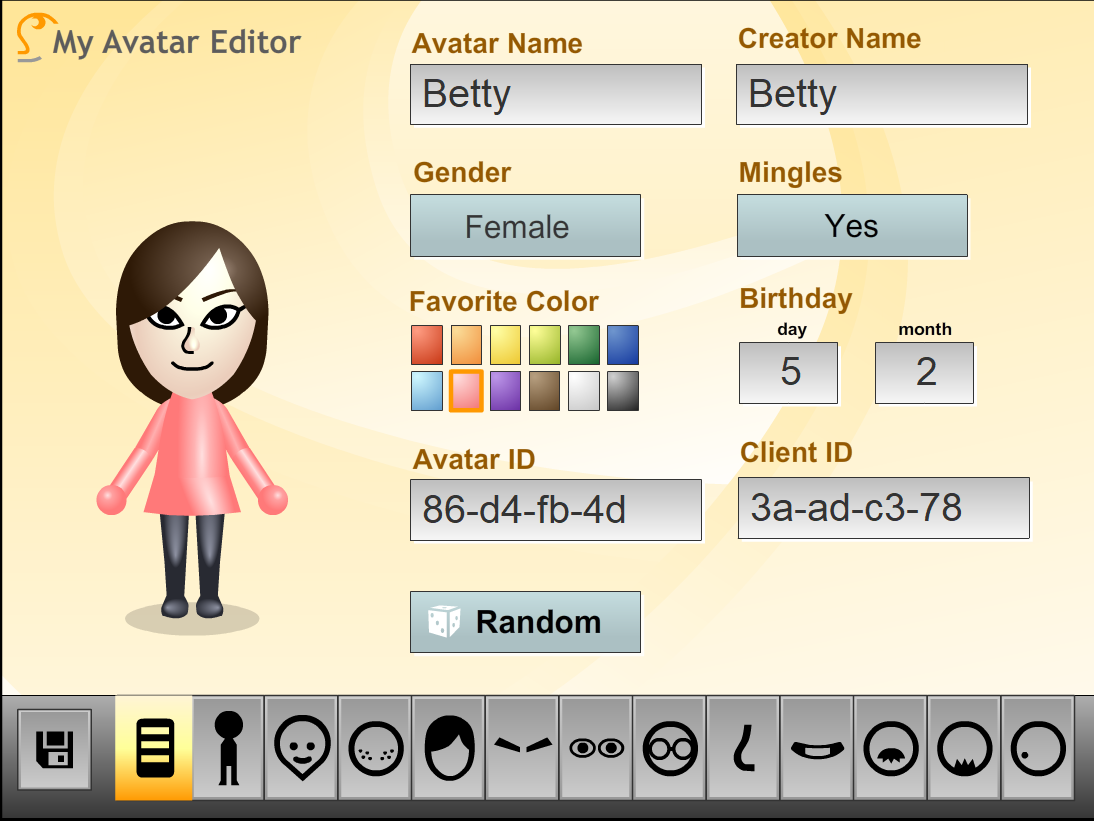 My Avatar Editor
Avatar Name
Betty
Creator Name
Betty
Gender
Female
Mingles
Yes
Favorite Color
Birthday
day
5
month
2
Avatar ID
86-d4-fb-4d
Client ID
3a-ad-c3-78
Random